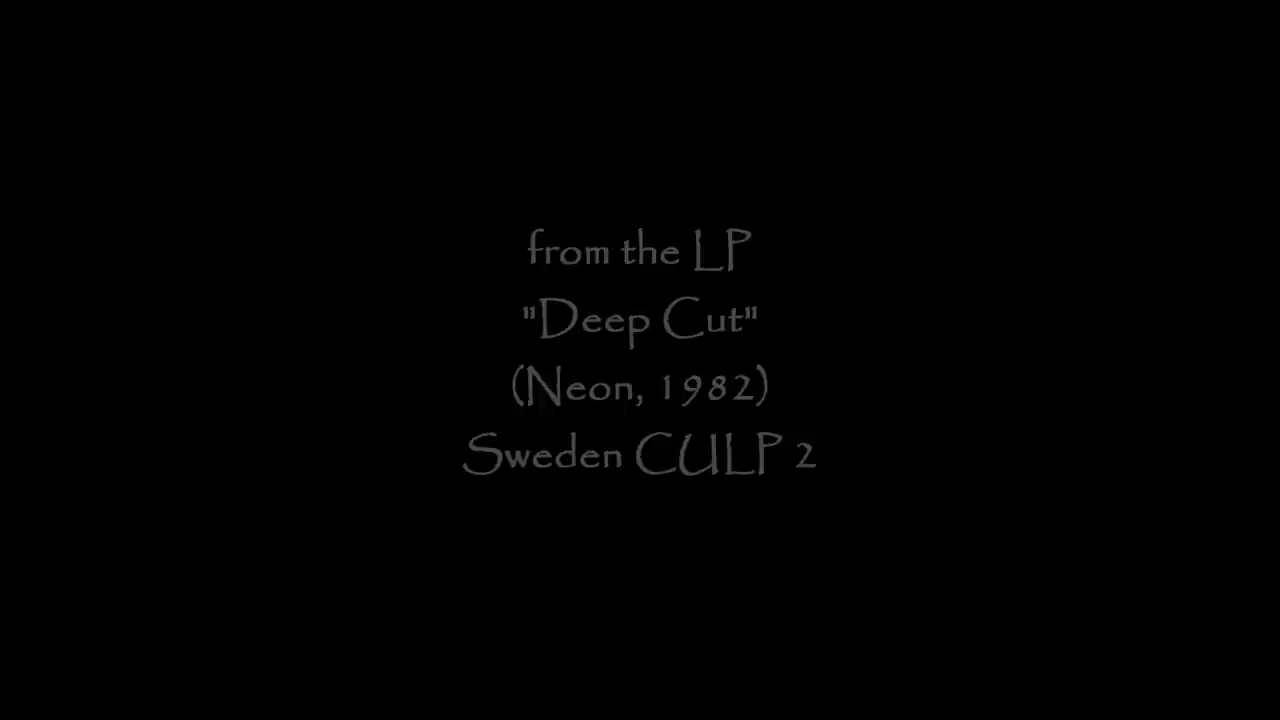 from the LP
"Deep Cut"
(Neon, 1982)
Sweden CULP 2